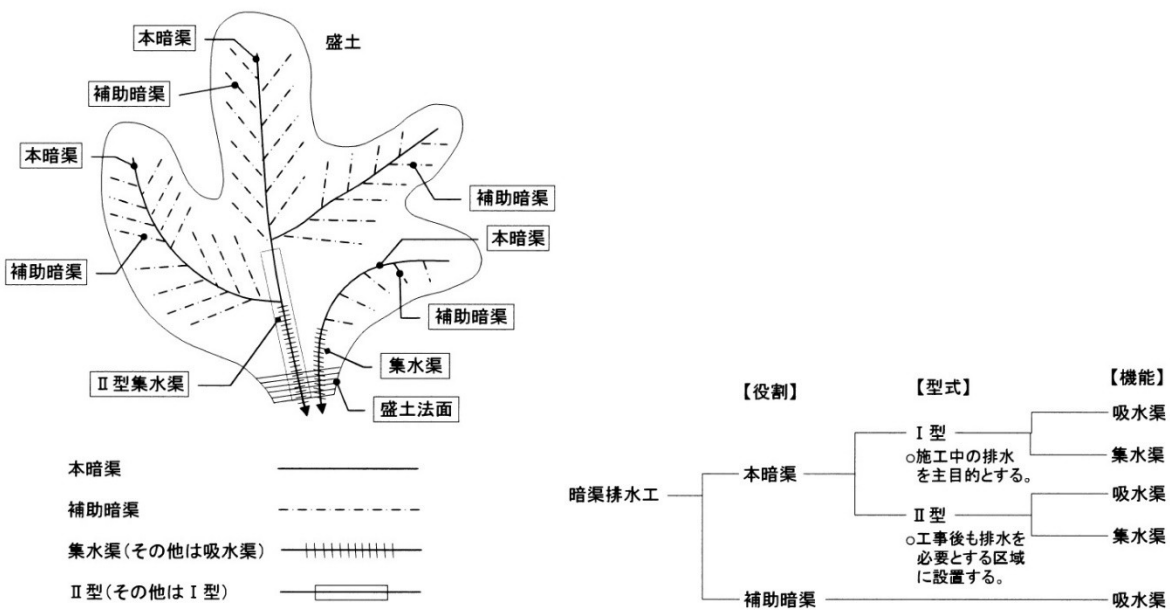 本暗渠
盛土
補助暗渠
本暗渠
補助暗渠
本暗渠
補助暗渠
補助暗渠
Ⅱ型集水渠
集水渠
盛土法面
本暗渠
補助暗渠
集水渠(その他は吸水渠)
Ⅱ型(その他はⅠ型)
【役割】
【型式】
【機能】
暗渠排水工
本暗渠
Ⅰ型
○施工中の排水
を主目的とする。
吸水渠
集水渠
Ⅱ型
○工事後も排水を
必要とする区域
に設置する。
吸水渠
集水渠
補助暗渠
吸水渠